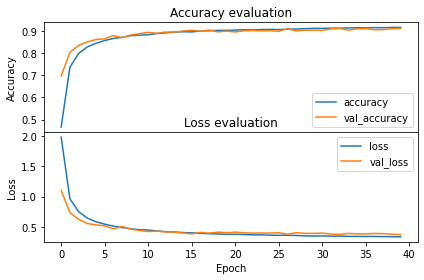 Accuracy evaluation
0.9
0.8
0.7
0.6
0.5
Accuracy
accuracy
val_accuracy
Loss evaluation
2.0
1.5
1.0
0.5
Loss
loss
val_loss
0 5 10 15 20 25 30 35 40
Epoch